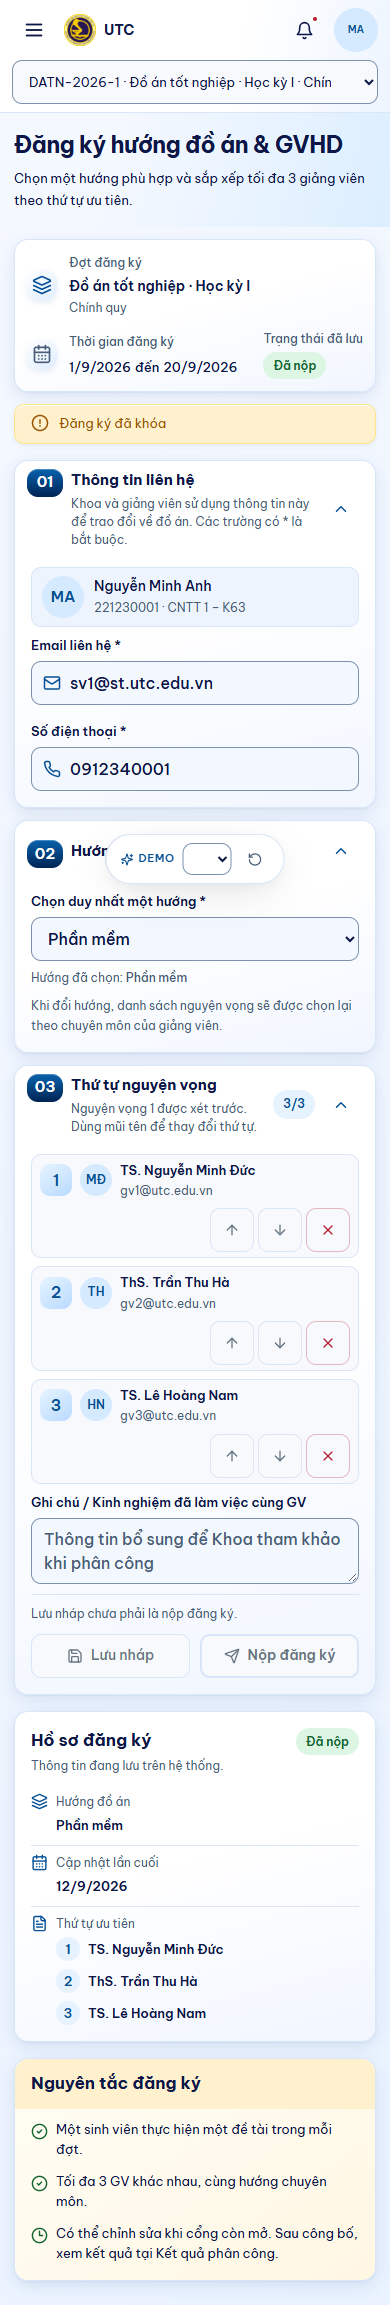 UTC
MA
DATN-2026-1 · Đồ án tốt nghiệp · Học kỳ I · Chín
Đăng ký hướng đồ án & GVHD
Chọn một hướng phù hợp và sắp xếp tối đa 3 giảng viên
theo thứ tự ưu tiên.
Đợt đăng ký
Đồ án tốt nghiệp · Học kỳ I
Chính quy
Thời gian đăng ký
1/9/2026 đến 20/9/2026
Trạng thái đã lưu
Đã nộp
Đăng ký đã khóa
01
Thông tin liên hệ
Khoa và giảng viên sử dụng thông tin này
để trao đổi về đồ án. Các trường có * là
bắt buộc.
MA
Nguyễn Minh Anh
221230001 · CNTT 1 – K63
Email liên hệ *
sv1@st.utc.edu.vn
Số điện thoại *
0912340001
02
Hướn
DEMO
Chọn duy nhất một hướng *
Phần mềm
Hướng đã chọn: Phần mềm
Khi đổi hướng, danh sách nguyện vọng sẽ được chọn lại
theo chuyên môn của giảng viên.
03
Thứ tự nguyện vọng
Nguyện vọng 1 được xét trước.
Dùng mũi tên để thay đổi thứ tự.
3/3
1
MĐ
TS. Nguyễn Minh Đức
gv1@utc.edu.vn
2
TH
ThS. Trần Thu Hà
gv2@utc.edu.vn
3
HN
TS. Lê Hoàng Nam
gv3@utc.edu.vn
Ghi chú / Kinh nghiệm đã làm việc cùng GV
Thông tin bổ sung để Khoa tham khảo
khi phân công
Lưu nháp chưa phải là nộp đăng ký.
Lưu nháp
Nộp đăng ký
Hồ sơ đăng ký
Đã nộp
Thông tin đang lưu trên hệ thống.
Hướng đồ án
Phần mềm
Cập nhật lần cuối
12/9/2026
Thứ tự ưu tiên
1 TS. Nguyễn Minh Đức
2 ThS. Trần Thu Hà
3 TS. Lê Hoàng Nam
Nguyên tắc đăng ký
Một sinh viên thực hiện một đề tài trong mỗi
đợt.
Tối đa 3 GV khác nhau, cùng hướng chuyên
môn.
Có thể chỉnh sửa khi cổng còn mở. Sau công bố,
xem kết quả tại Kết quả phân công.